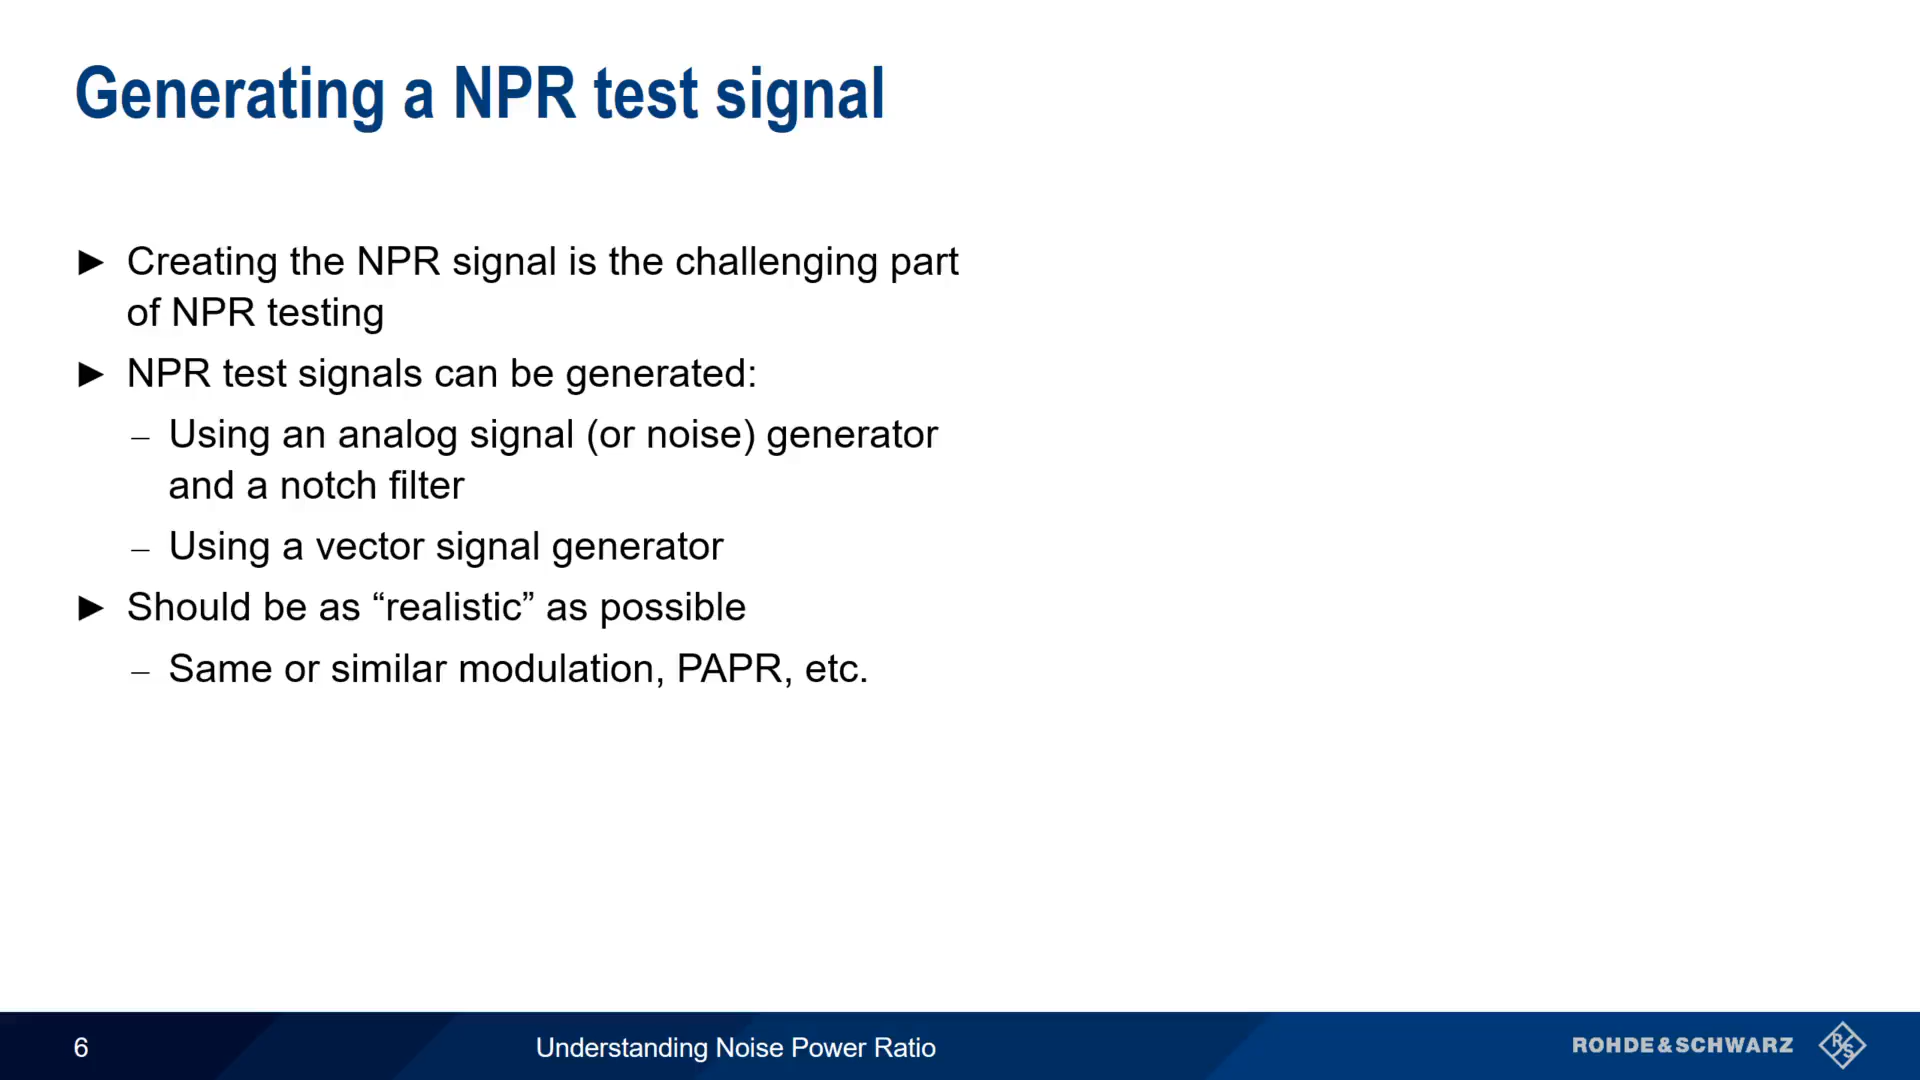 Generating a NPR test signal
► Creating the NPR signal is the challenging part
of NPR testing
► NPR test signals can be generated:
– Using an analog signal (or noise) generator
and a notch filter
– Using a vector signal generator
► Should be as “realistic” as possible
– Same or similar modulation, PAPR, etc.
6
Understanding Noise Power Ratio
ROHDE&SCHWARZ
R&S